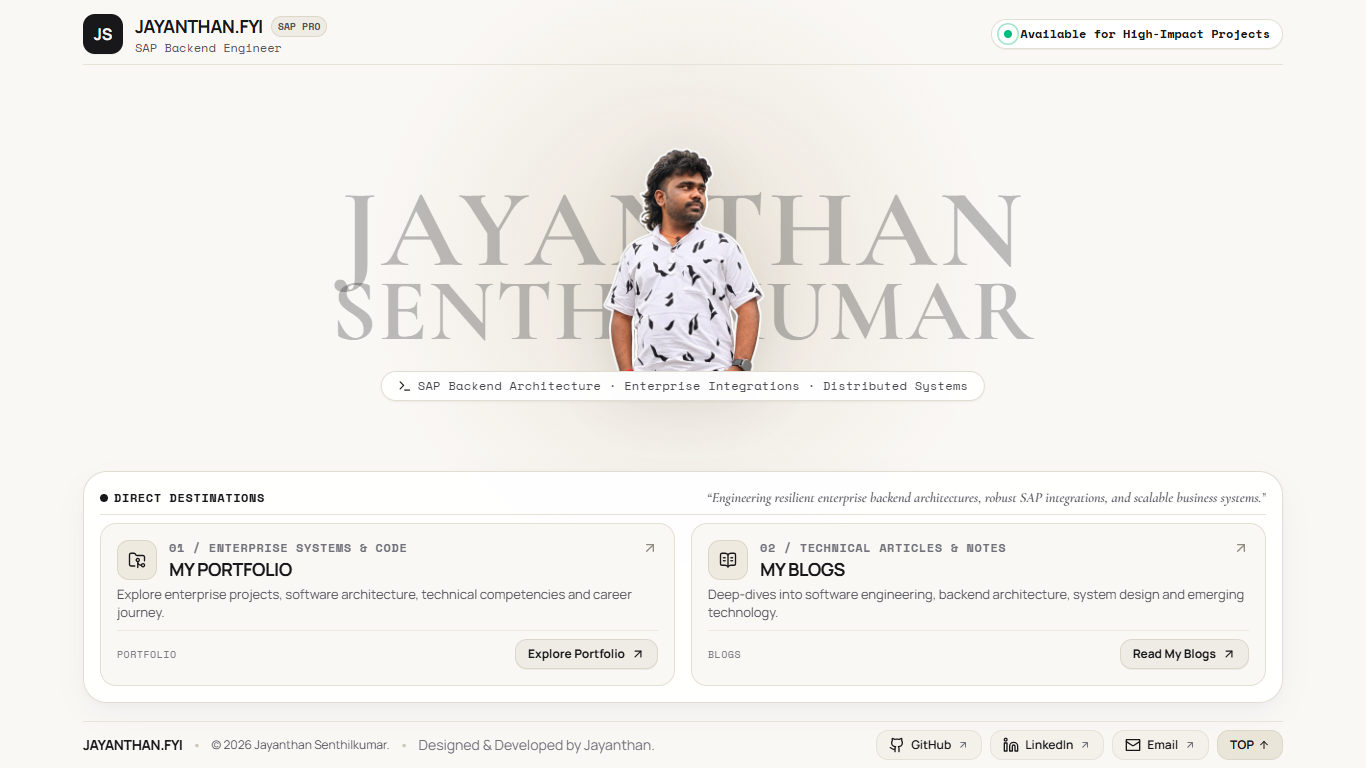 JS
JAYANTHAN.FYI
SAP PRO
SAP Backend Engineer
Available for High-Impact Projects
JAYANTHAN
SENTHILKUMAR
SAP Backend Architecture · Enterprise Integrations · Distributed Systems
DIRECT DESTINATIONS
“Engineering resilient enterprise backend architectures, robust SAP integrations, and scalable business systems.”
01 / ENTERPRISE SYSTEMS & CODE
MY PORTFOLIO
Explore enterprise projects, software architecture, technical competencies and career
journey.
PORTFOLIO
Explore Portfolio
02 / TECHNICAL ARTICLES & NOTES
MY BLOGS
Deep-dives into software engineering, backend architecture, system design and emerging
technology.
BLOGS
Read My Blogs
JAYANTHAN.FYI • © 2026 Jayanthan Senthilkumar. • Designed & Developed by Jayanthan.
GitHub
LinkedIn
Email
TOP ↑